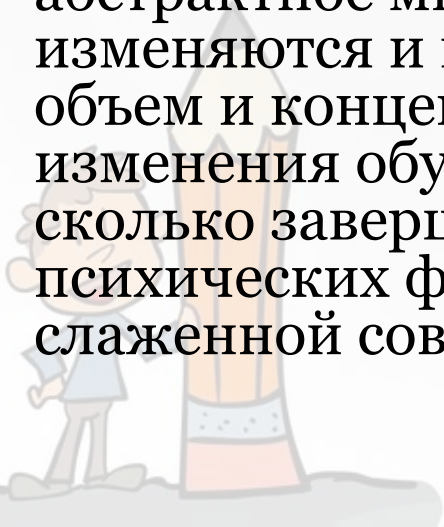 абстрактное м
изменяются и
объем и конце
изменения обу
сколько завер
психических ф
слаженной сов